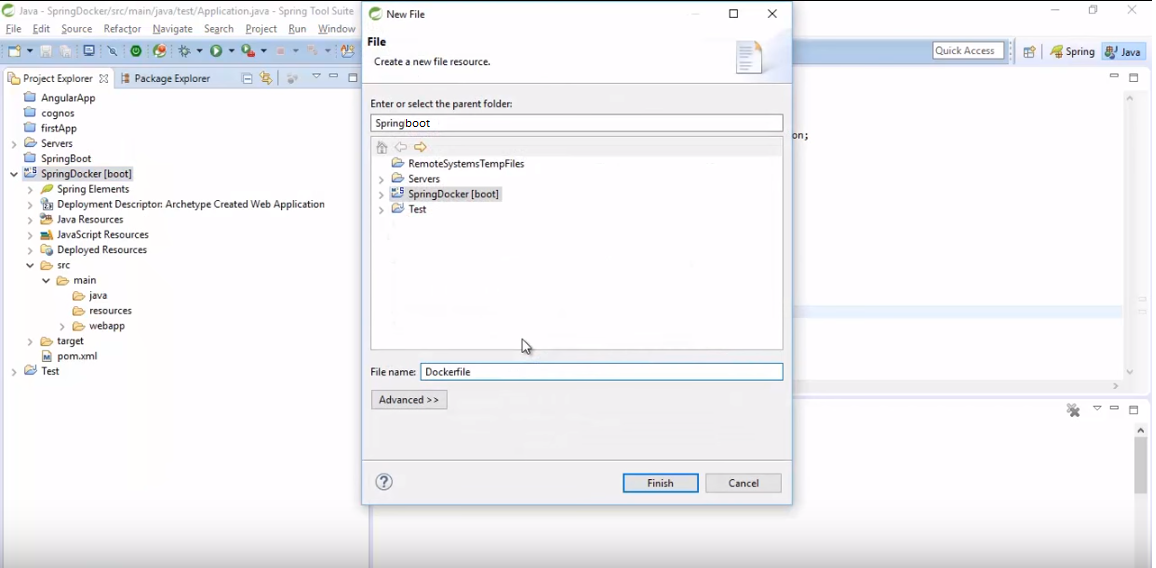 Java - SpringDocker/src/main/java/test/Application.java - Spring Tool Suite
File Edit Source Refactor Navigate Search Project Run Window
Quick Access
Spring
Java
Project Explorer
Package Explorer
AngularApp
cognos
firstApp
Servers
SpringBoot
SpringDocker [boot]
Spring Elements
Deployment Descriptor: Archetype Created Web Application
Java Resources
JavaScript Resources
Deployed Resources
src
main
java
resources
webapp
target
pom.xml
Test
New File
File
Create a new file resource.
Enter or select the parent folder:
Springboot
RemoteSystemsTempFiles
Servers
SpringDocker [boot]
Test
File name: Dockerfile
Advanced >>
Finish
Cancel
on;